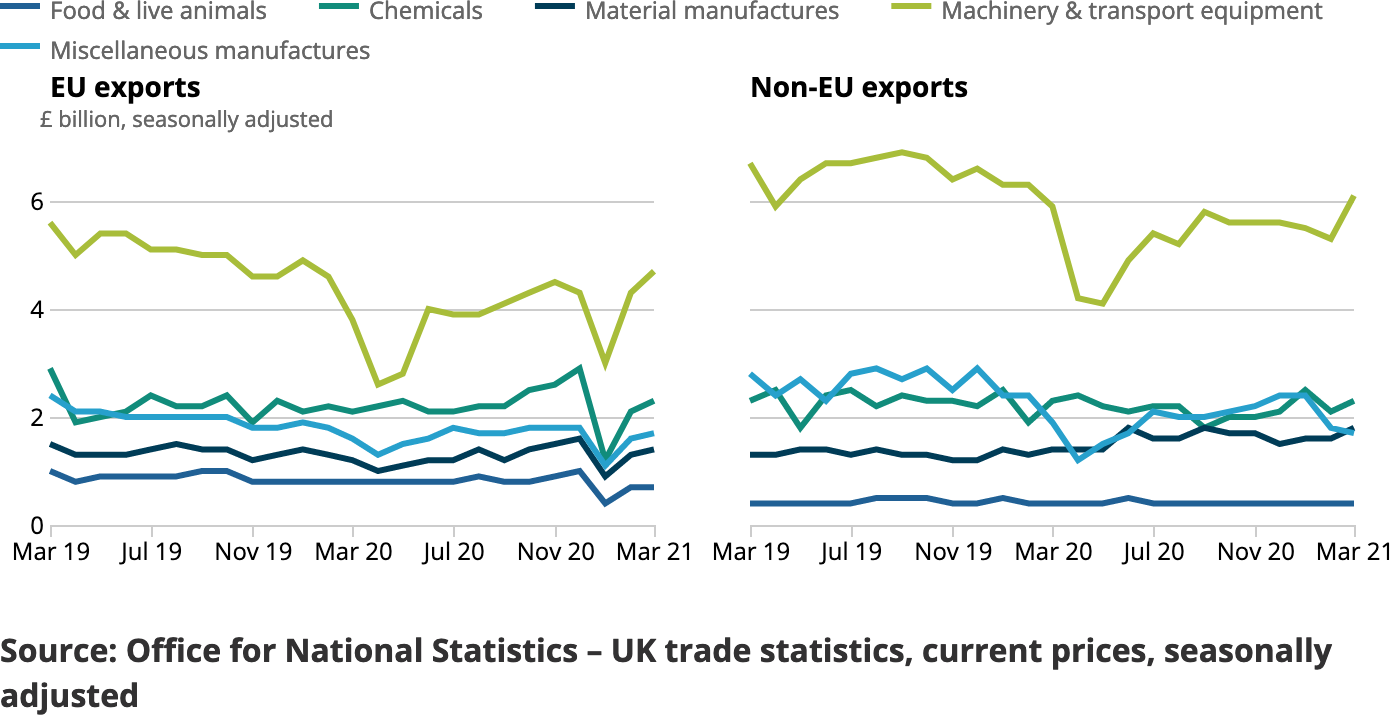 Food & live animals Chemicals Material manufactures Machinery & transport equipment
Miscellaneous manufactures
EU exports
£ billion, seasonally adjusted
6
4
2
0
Mar 19 Jul 19 Nov 19 Mar 20 Jul 20 Nov 20 Mar 21
Non-EU exports
Mar 19 Jul 19 Nov 19 Mar 20 Jul 20 Nov 20 Mar 21
Source: Office for National Statistics – UK trade statistics, current prices, seasonally
adjusted